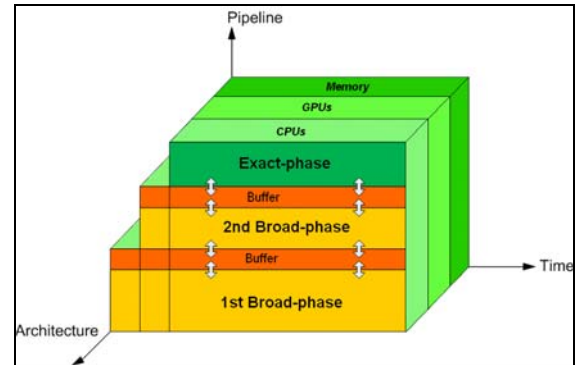 Pipeline
Memory
GPUs
CPUs
Exact-phase
Buffer
2nd Broad-phase
Buffer
Time
1st Broad-phase
Architecture